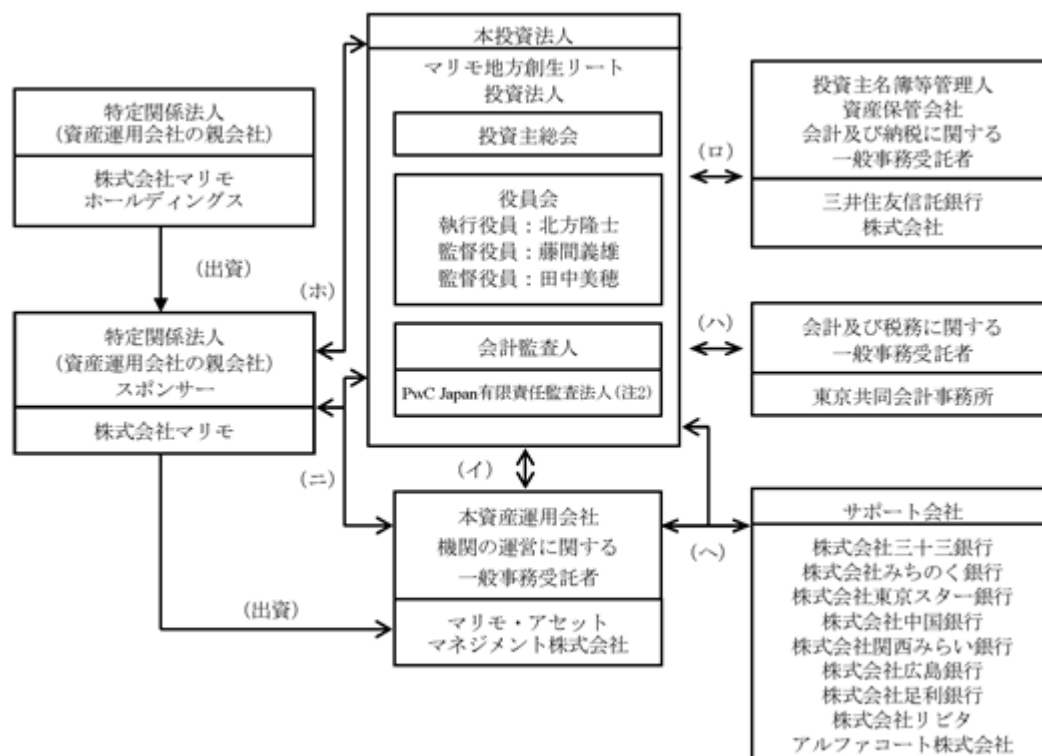 特定関係法人
(資産運用会社の親会社)
株式会社マリモ
ホールディングス
(出資)
特定関係法人
(資産運用会社の親会社)
スポンサー
株式会社マリモ
(出資)
(ホ)
(ニ)
本投資法人
マリモ地方創生リート
投資法人
投資主総会
役員会
執行役員:北方隆士
監督役員:藤間義雄
監督役員:田中美穂
会計監査人
PwC Japan有限責任監査法人(注2)
(イ)
本資産運用会社
機関の運営に関する
一般事務受託者
マリモ・アセット
マネジメント株式会社
(ロ)
投資主名簿等管理人
資産保管会社
会計及び納税に関する
一般事務受託者
三井住友信託銀行
株式会社
(ハ)
会計及び税務に関する
一般事務受託者
東京共同会計事務所
(ヘ)
サポート会社
株式会社三十三銀行
株式会社みちのく銀行
株式会社東京スター銀行
株式会社中国銀行
株式会社関西みらい銀行
株式会社広島銀行
株式会社足利銀行
株式会社リビタ
アルファコート株式会社